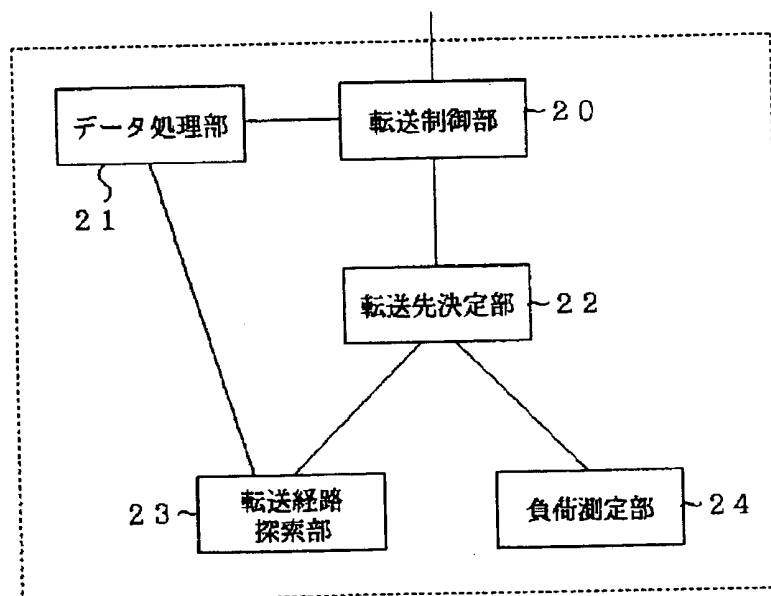 データ処理部
転送制御部
20
21
転送先決定部
22
23
転送経路
探索部
負荷測定部
24